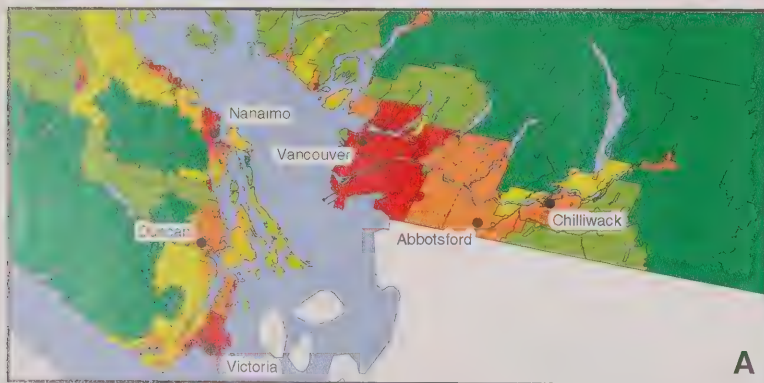 Nanaimo
Vancouver
Duncan
Chilliwack
Abbotsford
Victoria
A